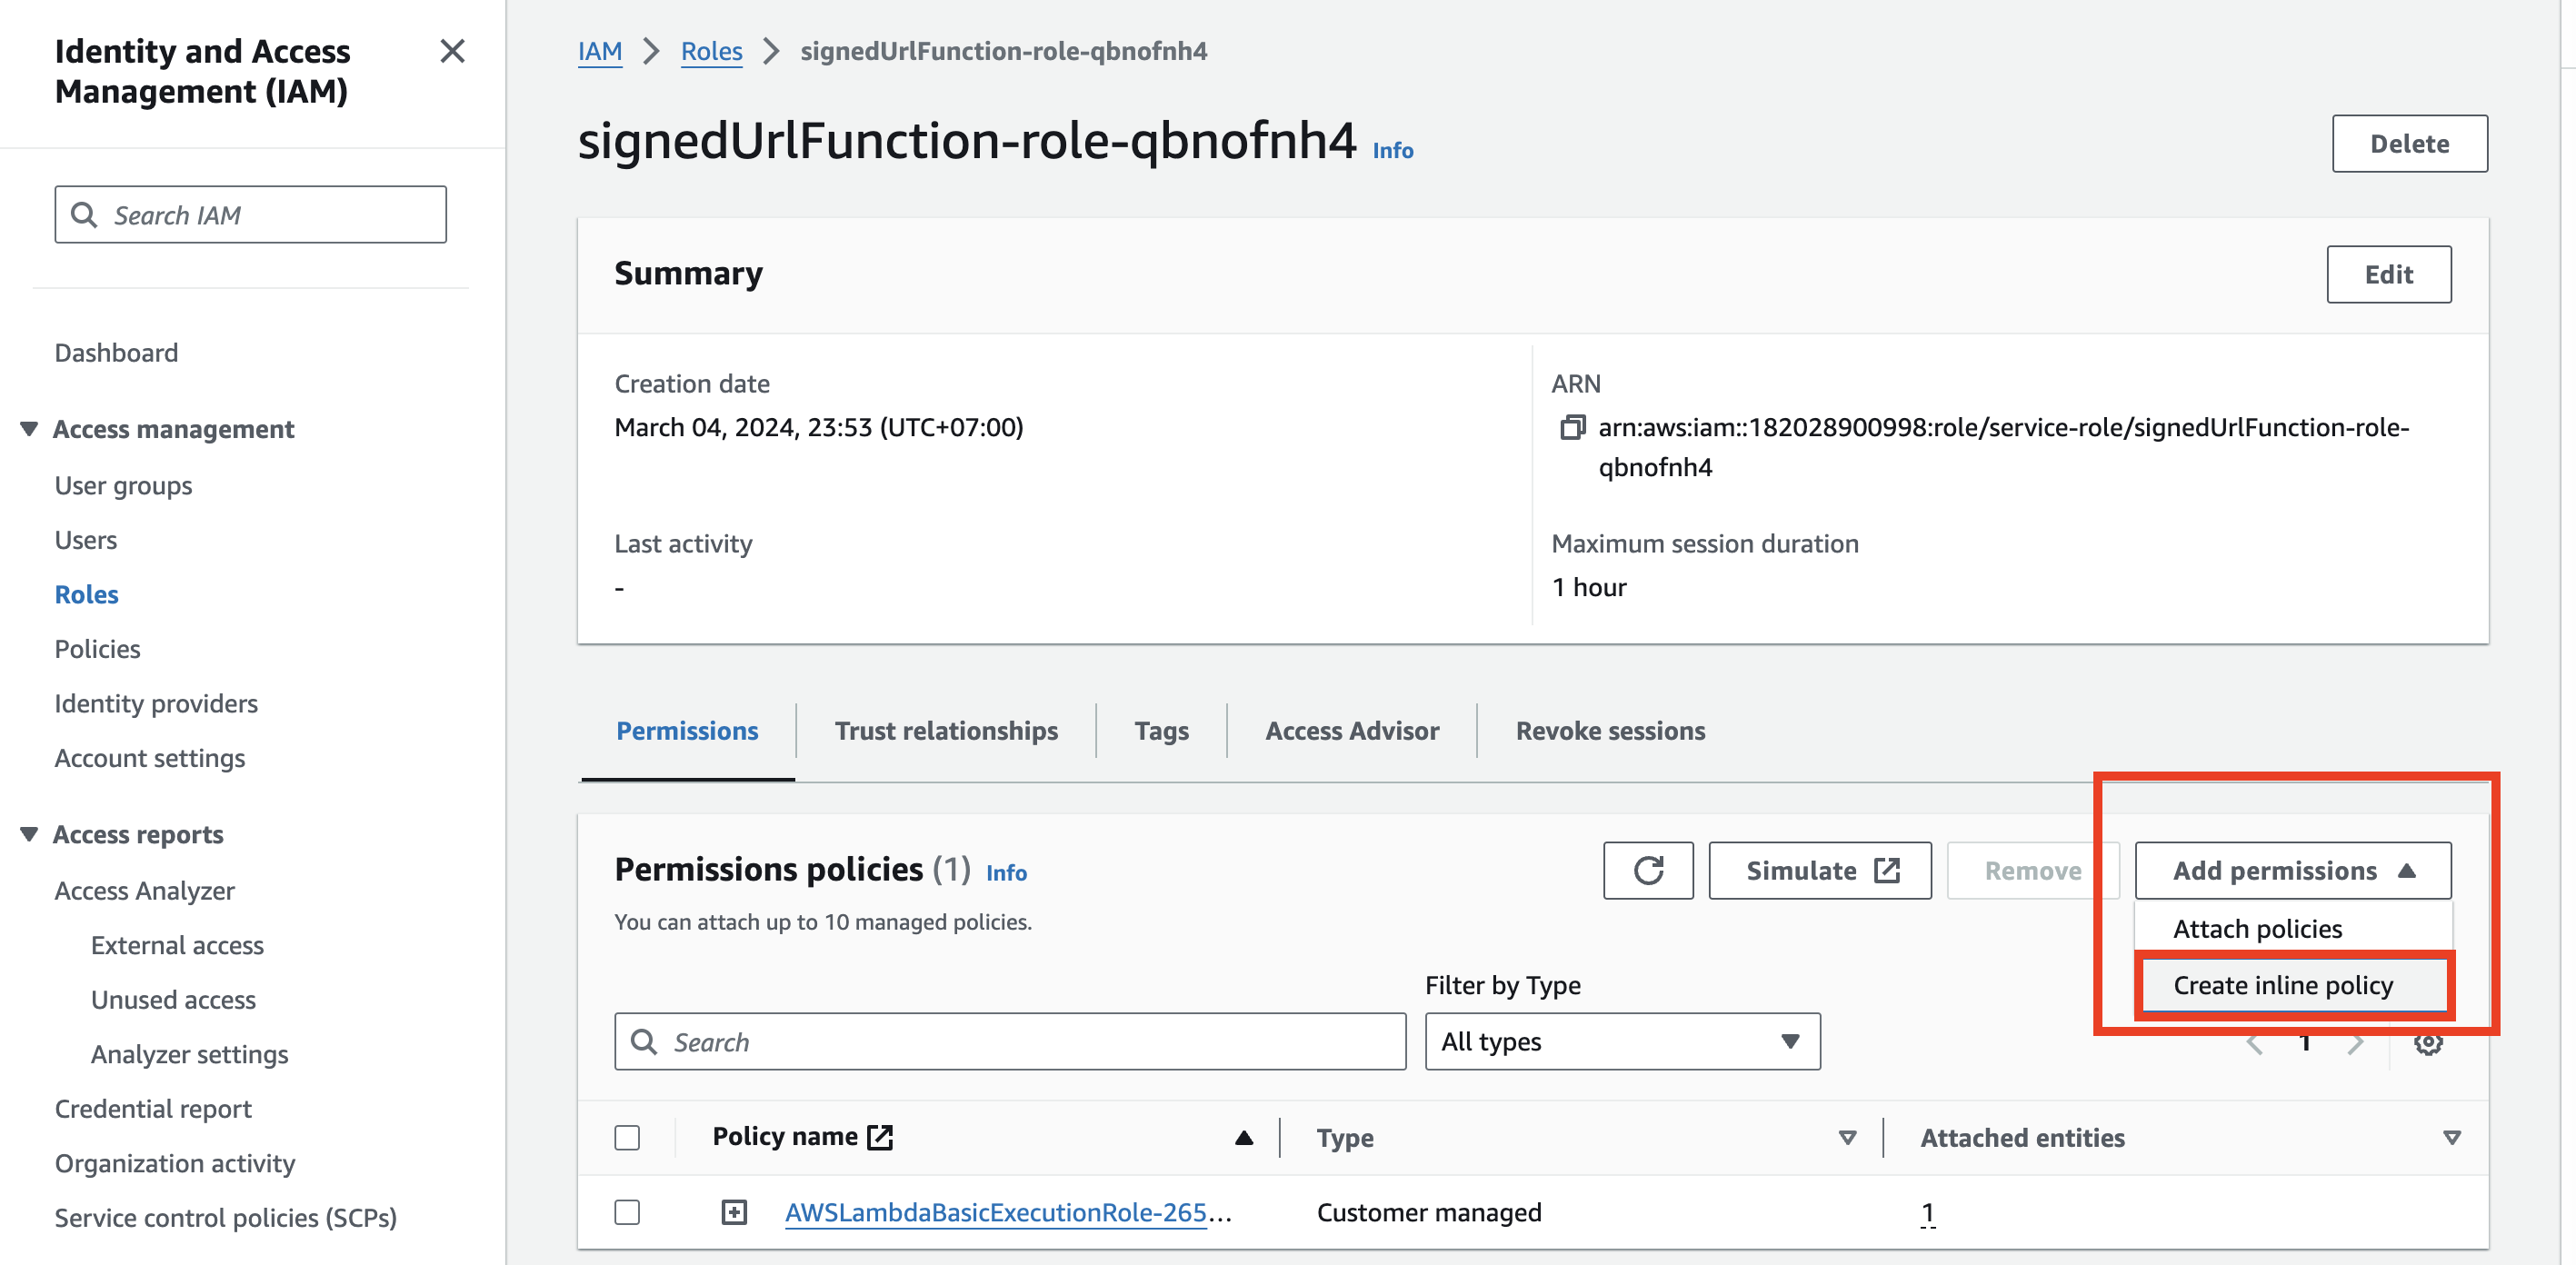 Identity and Access
Management (IAM)
Search IAM
Dashboard
Access management
User groups
Users
Roles
Policies
Identity providers
Account settings
Access reports
Access Analyzer
External access
Unused access
Analyzer settings
Credential report
Organization activity
Service control policies (SCPs)
IAM
Roles
signedUrlFunction-role-qbnofnh4
signedUrlFunction-role-qbnofnh4 Info
Delete
Summary
Edit
Creation date
March 04, 2024, 23:53 (UTC+07:00)
ARN
arn:aws:iam::182028900998:role/service-role/signedUrlFunction-role-
qbnofnh4
Last activity
-
Maximum session duration
1 hour
Permissions
Trust relationships
Tags
Access Advisor
Revoke sessions
Permissions policies (1) Info
You can attach up to 10 managed policies.
Simulate
Remove
Add permissions
Attach policies
Create inline policy
Filter by Type
Search
All types
1
Policy name
Type
Attached entities
AWSLambdaBasicExecutionRole-265...
Customer managed
1